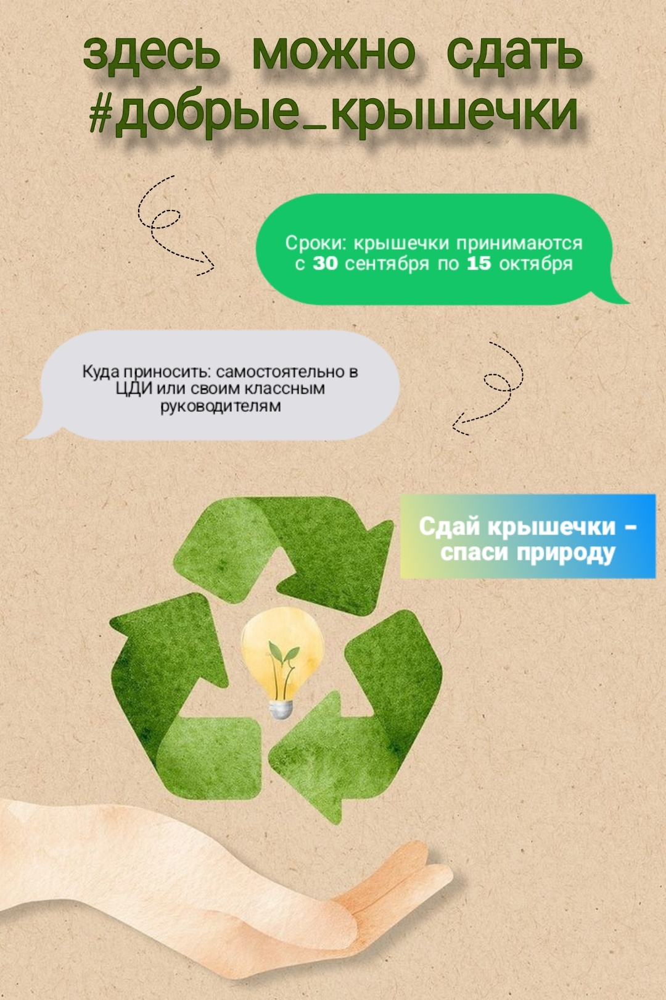 здесь можно сдать
#добрые_крышечки
Сроки: крышечки принимаются
с 30 сентября по 15 октября
Куда приносить: самостоятельно в
ЦДИ или своим классным
руководителям
Сдай крышечки -
спаси природу